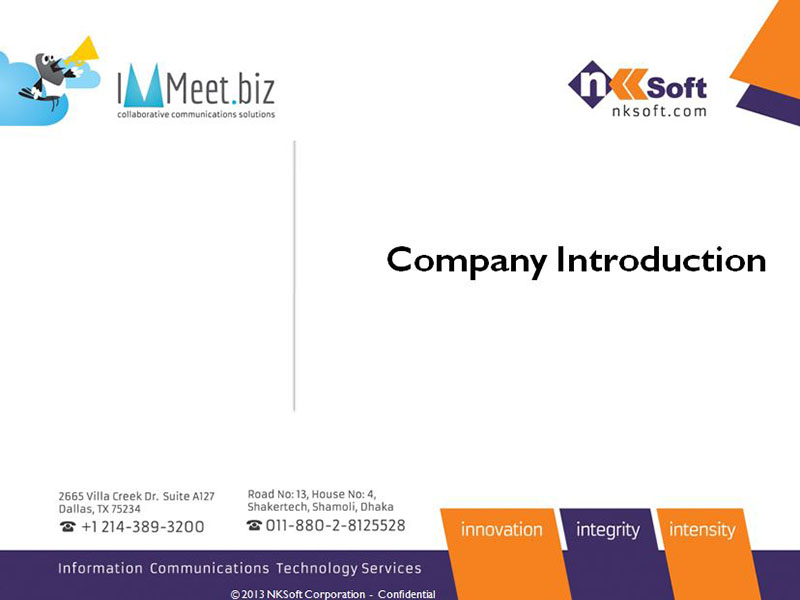 IMMeet.biz
collaborative communications solutions
nkSoft
nksoft.com
Company Introduction
2665 Villa Creek Dr. Suite A127
Dallas, TX 75234
☎ +1 214-389-3200
Road No: 13, House No: 4,
Shakertech, Shamoli, Dhaka
☎ 011-880-2-8125528
innovation
integrity
intensity
Information Communications Technology Services
©2013 NKSoft Corporation - Confidential